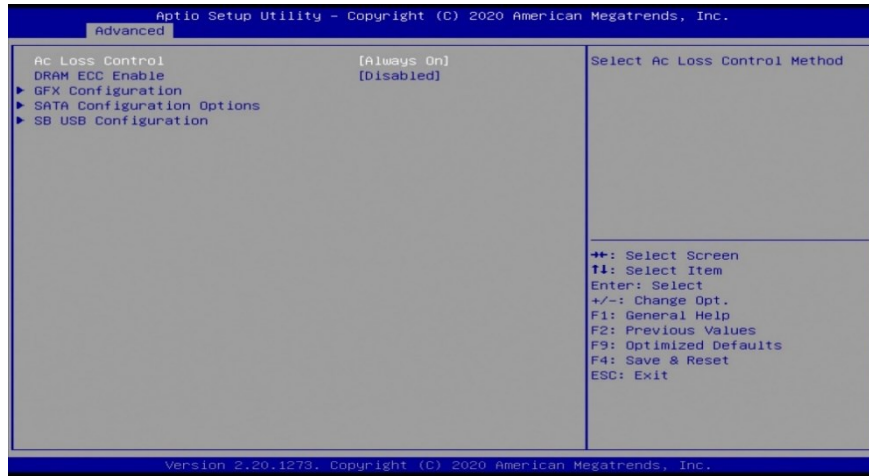 Aptio Setup Utility – Copyright (C) 2020 American Megatrends, Inc.
Advanced
Ac Loss Control [Always On]
DRAM ECC Enable [Disabled]
► GFX Configuration
► SATA Configuration Options
► SB USB Configuration
Select Ac Loss Control Method
→←: Select Screen
↑↓: Select Item
Enter: Select
+/-: Change Opt.
F1: General Help
F2: Previous Values
F9: Optimized Defaults
F4: Save & Reset
ESC: Exit
Version 2.20.1273. Copyright (C) 2020 American Megatrends, Inc.